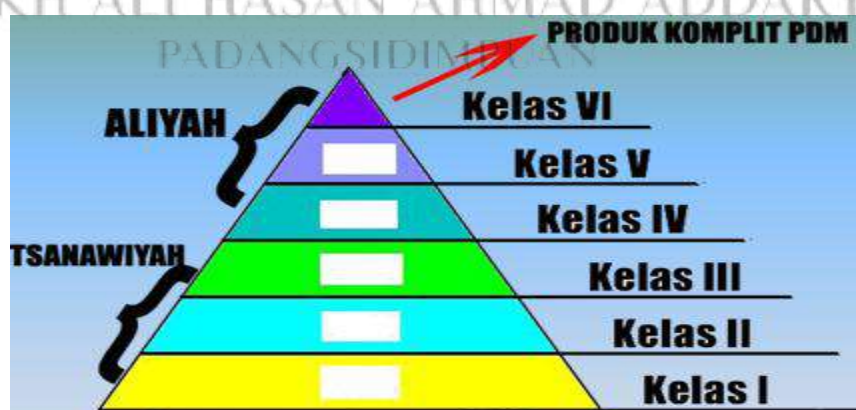 PADANGSIDIMPUAN
PRODUK KOMPLIT PDM
ALIYAH
Kelas VI
Kelas V
Kelas IV
TSANAWIYAH
Kelas III
Kelas II
Kelas I